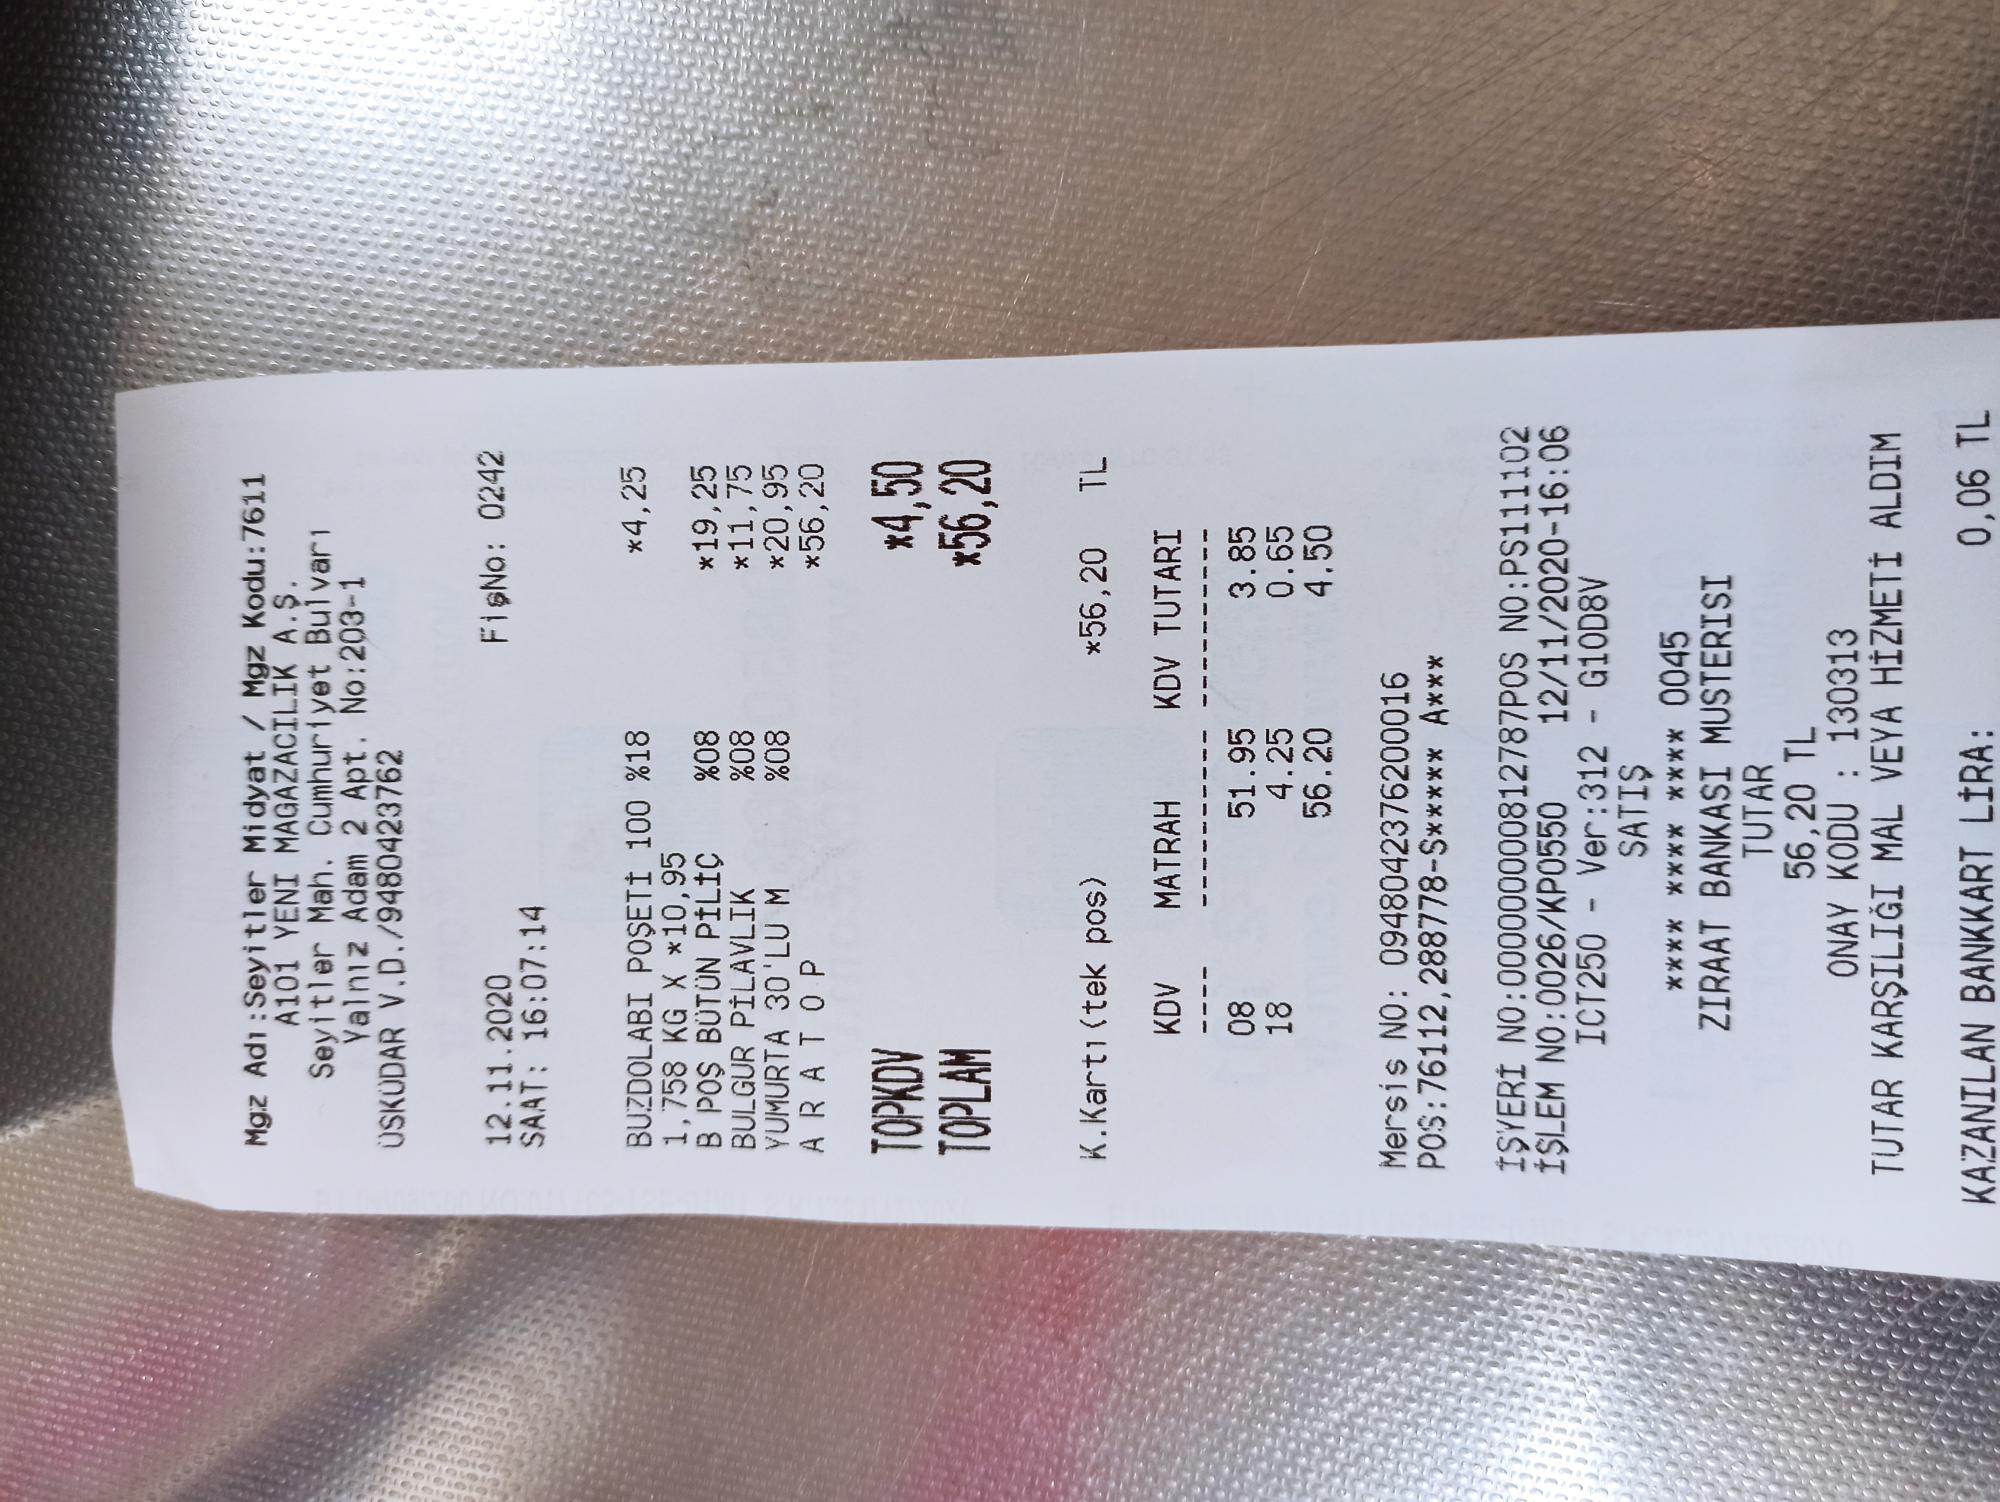 Mgz Adı:Seyitler Midyat / Mgz Kodu:7611
A101 YENİ MAGAZACILIK A.Ş.
Seyitler Mah. Cumhuriyet Bulvarı
Yalnız Adam 2 Apt. No:203-1
ÜSKÜDAR V.D./9480423762
12.11.2020 FişNo: 0242
SAAT: 16:07:14
BUZDOLABI POŞETİ 100 %18 *4,25
1,758 KG X *10,95
B POŞ BÜTÜN PİLİÇ %08 *19,25
BULGUR PİLAVLIK %08 *11,75
YUMURTA 30'LU M %08 *20,95
A R A T O P *56,20
TOPKDV *4,50
TOPLAM *56,20
K.Kartı(tek pos) *56,20 TL
KDV MATRAH KDV TUTARI
---- ----------- -----------
08 51.95 3.85
18 4.25 0.65
56.20 4.50
Mersis NO: 0948042376200016
POS:76112,288778-S***** A***
İŞYERİ NO:000000000812787POS NO:PS111102
İŞLEM NO:0026/KP0550 12/11/2020-16:06
ICT250 - Ver:312 - G10D8V
SATIŞ
**** **** **** 0045
ZIRAAT BANKASI MUSTERISI
TUTAR
56,20 TL
ONAY KODU : 130313
TUTAR KARŞILIĞI MAL VEYA HİZMETİ ALDIM
KAZANILAN BANKKART LİRA: 0,06 TL